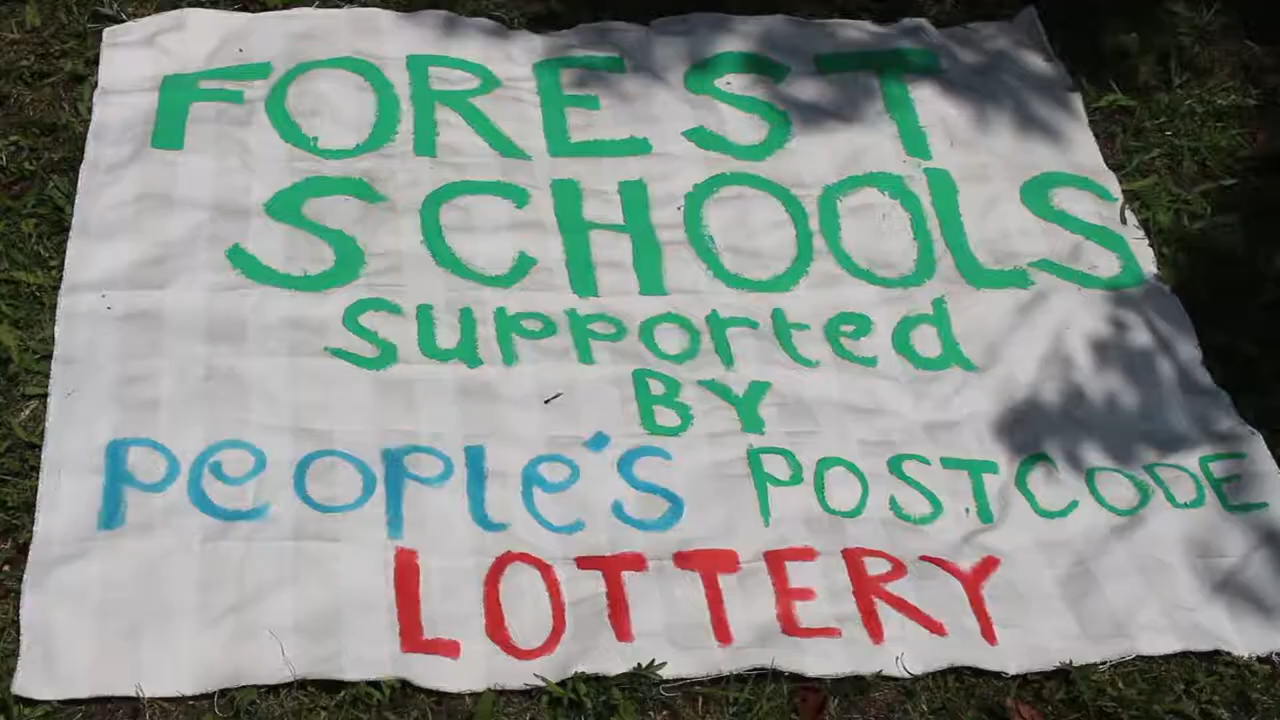 FOREST
SCHOOLS
supported
BY
People's POSTCODE
LOTTERY